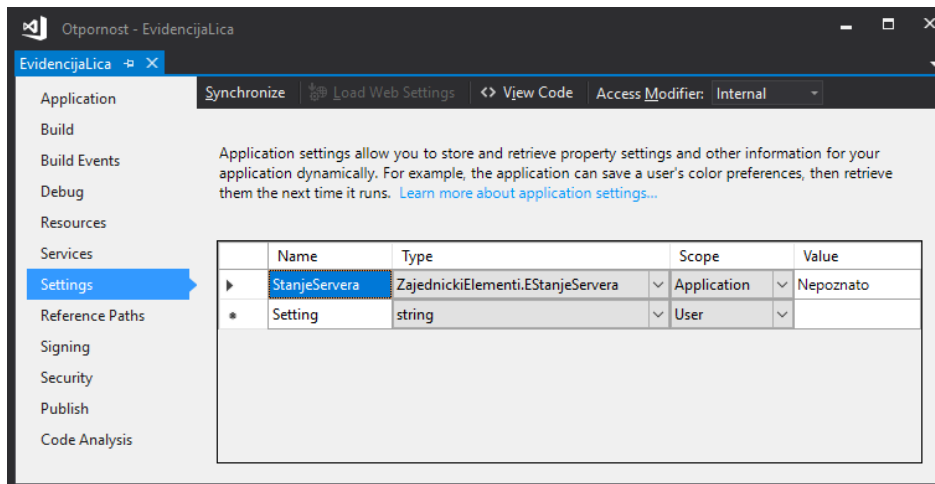 Otpornost - EvidencijaLica
EvidencijaLica
Synchronize Load Web Settings View Code Access Modifier: Internal
Application
Build
Build Events
Debug
Resources
Services
Settings
Reference Paths
Signing
Security
Publish
Code Analysis
Application settings allow you to store and retrieve property settings and other information for your
application dynamically. For example, the application can save a user's color preferences, then retrieve
them the next time it runs. Learn more about application settings...
Name Type Scope Value
StanjeServera ZajednickiElementi.EStanjeServera Application Nepoznato
Setting string User